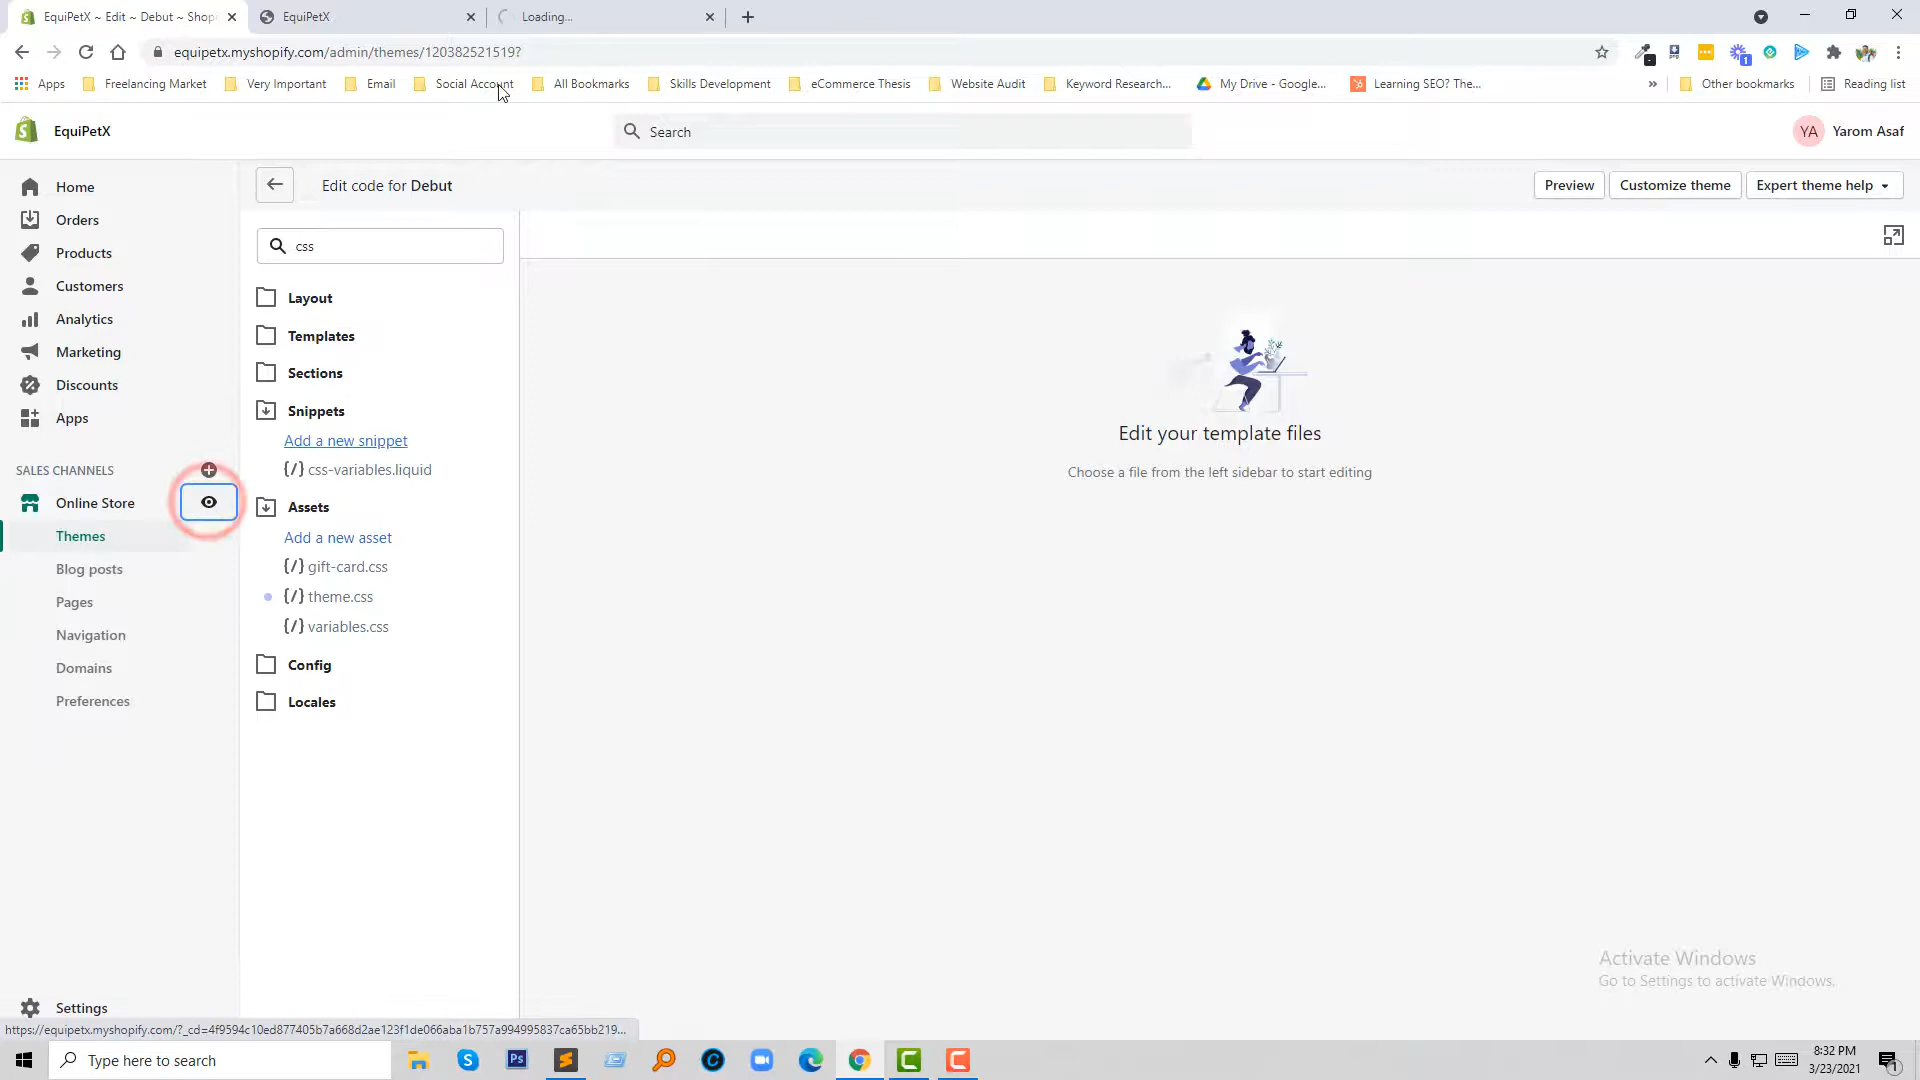 EquiPetX ~ Edit ~ Debut ~ Shop
EquiPetX
Loading...
equipetx.myshopify.com/admin/themes/120382521519?
Apps
Freelancing Market
Very Important
Email
Social Account
All Bookmarks
Skills Development
eCommerce Thesis
Website Audit
Keyword Research...
My Drive - Google...
Learning SEO? The...
Other bookmarks
Reading list
EquiPetX
Search
YA
Yarom Asaf
Home
Orders
Products
Customers
Analytics
Marketing
Discounts
Apps
SALES CHANNELS
Online Store
Themes
Blog posts
Pages
Navigation
Domains
Preferences
Settings
Edit code for Debut
Preview
Customize theme
Expert theme help
css
Layout
Templates
Sections
Snippets
Add a new snippet
{/} css-variables.liquid
Assets
Add a new asset
{/} gift-card.css
{/} theme.css
{/} variables.css
Config
Locales
Edit your template files
Choose a file from the left sidebar to start editing
Activate Windows
Go to Settings to activate Windows.
https://equipetx.myshopify.com/?_cd=4f9594c10ed877405b7a668d2ae123f1de066aba1b757a994995837ca65bb219...
Type here to search
8:32 PM
3/23/2021